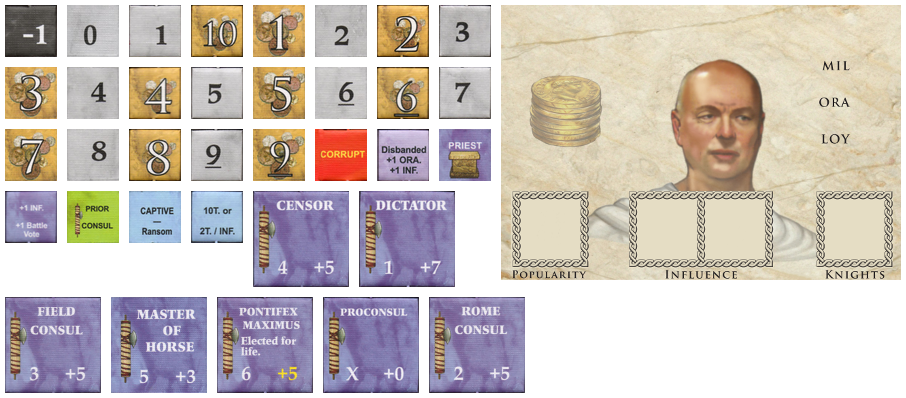 -1 0 1 10 1 2 2 3
3 4 4 5 5 6 6 7
7 8 8 9 9
CORRUPT
Disbanded
+1 ORA.
+1 INF.
PRIEST
+1 INF.
+1 Battle
Vote
PRIOR
CONSUL
CAPTIVE
—
Ransom
10T. or
2T. / INF.
CENSOR
4 +5
DICTATOR
1 +7
FIELD
CONSUL
3 +5
MASTER
OF
HORSE
5 +3
PONTIFEX
MAXIMUS
Elected for
life.
6 +5
PROCONSUL
X +0
ROME
CONSUL
2 +5
MIL
ORA
LOY
POPULARITY
INFLUENCE
KNIGHTS